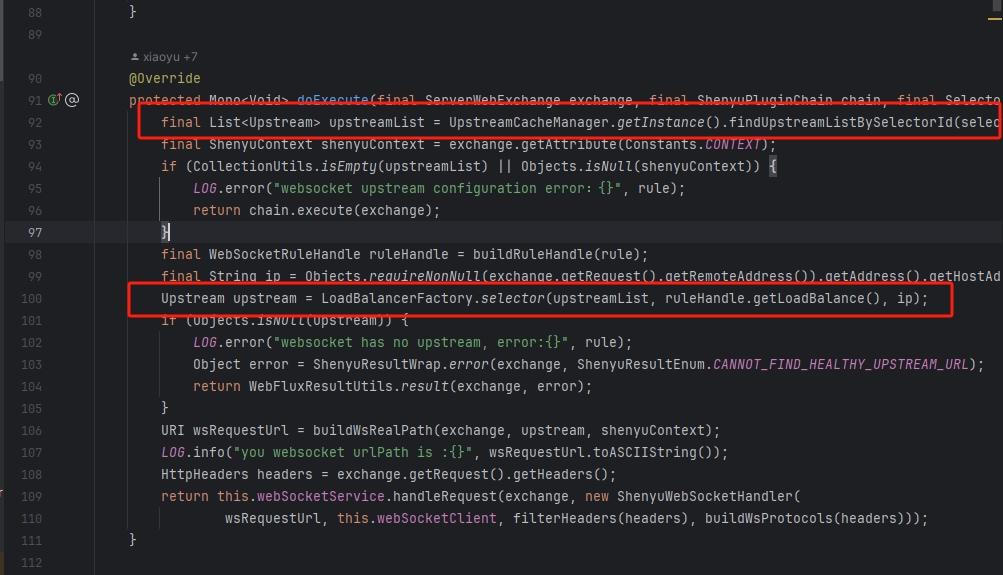 88 }
89
xiaoyu +7
90 @Override
91 protected Mono<Void> doExecute(final ServerWebExchange exchange, final ShenyuPluginChain chain, final Selecto
92 final List<Upstream> upstreamList = UpstreamCacheManager.getInstance().findUpstreamListBySelectorId(selec
93 final ShenyuContext shenyuContext = exchange.getAttribute(Constants.CONTEXT);
94 if (CollectionUtils.isEmpty(upstreamList) || Objects.isNull(shenyuContext)) {
95 LOG.error("websocket upstream configuration error: {}", rule);
96 return chain.execute(exchange);
97 }
98 final WebSocketRuleHandle ruleHandle = buildRuleHandle(rule);
99 final String ip = Objects.requireNonNull(exchange.getRequest().getRemoteAddress()).getAddress().getHostAd
100 Upstream upstream = LoadBalancerFactory.selector(upstreamList, ruleHandle.getLoadBalance(), ip);
101 if (Objects.isNull(upstream)) {
102 LOG.error("websocket has no upstream, error:{}", rule);
103 Object error = ShenyuResultWrap.error(exchange, ShenyuResultEnum.CANNOT_FIND_HEALTHY_UPSTREAM_URL);
104 return WebFluxResultUtils.result(exchange, error);
105 }
106 URI wsRequestUrl = buildWsRealPath(exchange, upstream, shenyuContext);
107 LOG.info("you websocket urlPath is :{}", wsRequestUrl.toASCIIString());
108 HttpHeaders headers = exchange.getRequest().getHeaders();
109 return this.webSocketService.handleRequest(exchange, new ShenyuWebSocketHandler(
110 wsRequestUrl, this.webSocketClient, filterHeaders(headers), buildWsProtocols(headers)));
111 }
112